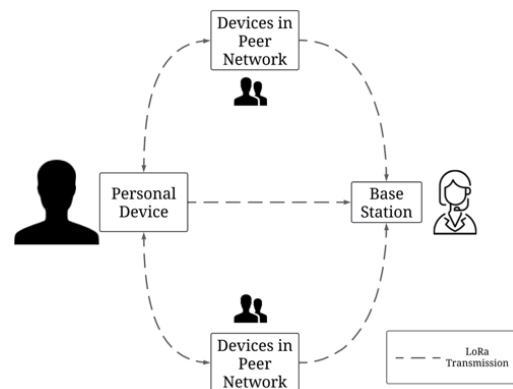 Devices in
Peer
Network
Personal
Device
Base
Station
Devices in
Peer
Network
LoRa
Transmission